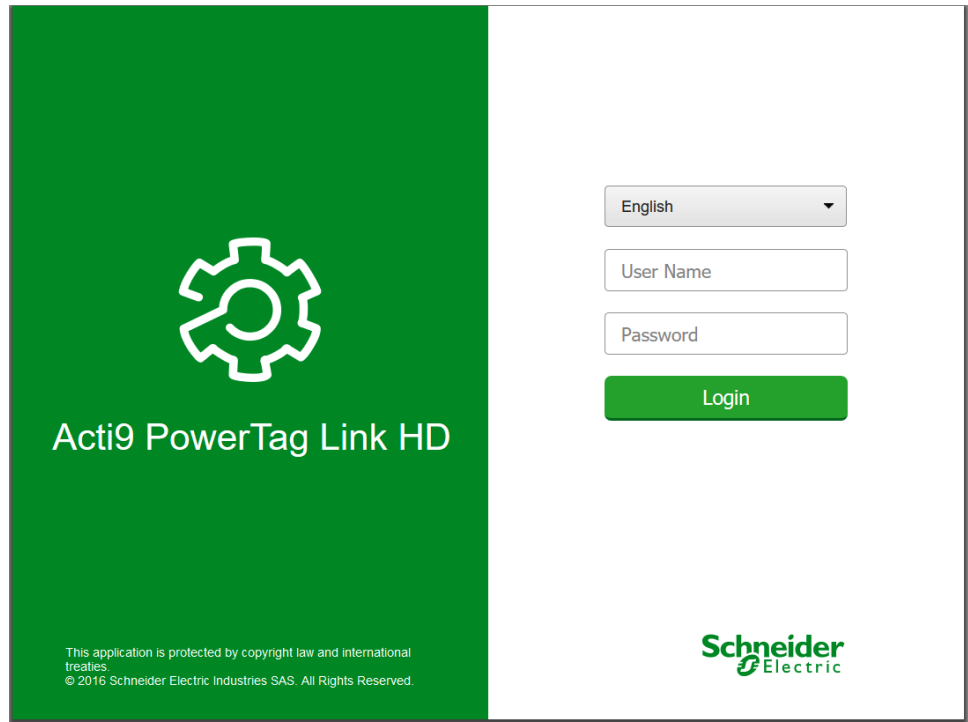 Acti9 PowerTag Link HD
This application is protected by copyright law and international
treaties.
© 2016 Schneider Electric Industries SAS. All Rights Reserved.
English
User Name
Password
Login
Schneider
Electric